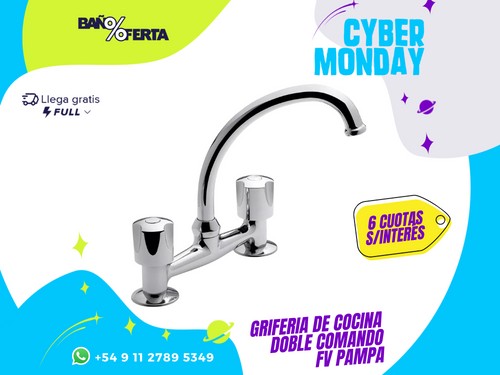 BAÑO%OFERTA
CYBER
MONDAY
Llega gratis
FULL
6 CUOTAS
S/INTERÉS
GRIFERIA DE COCINA
DOBLE COMANDO
FV PAMPA
+54 9 11 2789 5349